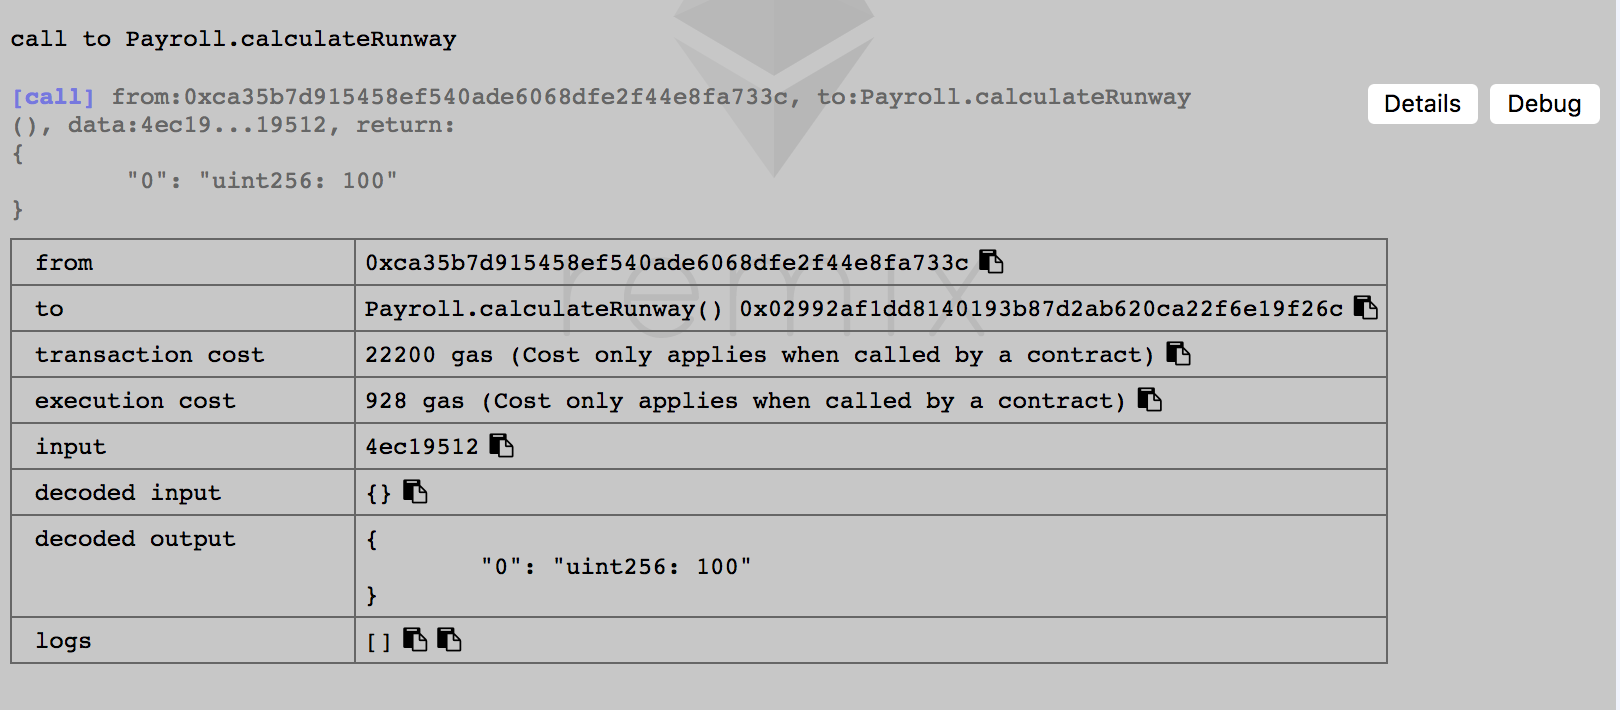 call to Payroll.calculateRunway
[call] from:0xca35b7d915458ef540ade6068dfe2f44e8fa733c, to:Payroll.calculateRunway
(), data:4ec19...19512, return:
{
"0": "uint256: 100"
}
Details
Debug
remix
from 0xca35b7d915458ef540ade6068dfe2f44e8fa733c
to Payroll.calculateRunway() 0x02992af1dd8140193b87d2ab620ca22f6e19f26c
transaction cost 22200 gas (Cost only applies when called by a contract)
execution cost 928 gas (Cost only applies when called by a contract)
input 4ec19512
decoded input {}
decoded output {
"0": "uint256: 100"
}
logs []